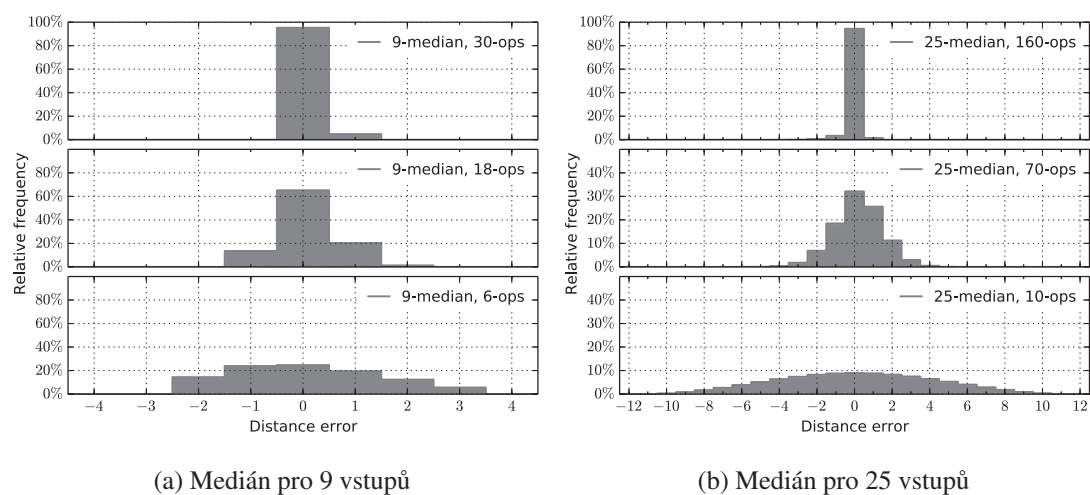 Relative frequency
100%
80%
60%
40%
20%
0%
9-median, 30-ops
80%
60%
40%
20%
0%
9-median, 18-ops
80%
60%
40%
20%
0%
9-median, 6-ops
−4 −3 −2 −1 0 1 2 3 4
Distance error
(a) Medián pro 9 vstupů
Relative frequency
100%
80%
60%
40%
20%
0%
25-median, 160-ops
40%
30%
20%
10%
0%
25-median, 70-ops
40%
30%
20%
10%
0%
25-median, 10-ops
−12 −10 −8 −6 −4 −2 0 2 4 6 8 10 12
Distance error
(b) Medián pro 25 vstupů